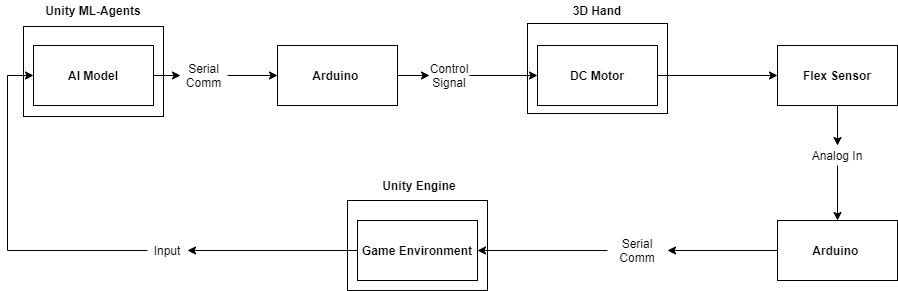 Unity ML-Agents
3D Hand
AI Model
Serial
Comm
Arduino
Control
Signal
DC Motor
Flex Sensor
Analog In
Unity Engine
Input
Game Environment
Serial
Comm
Arduino